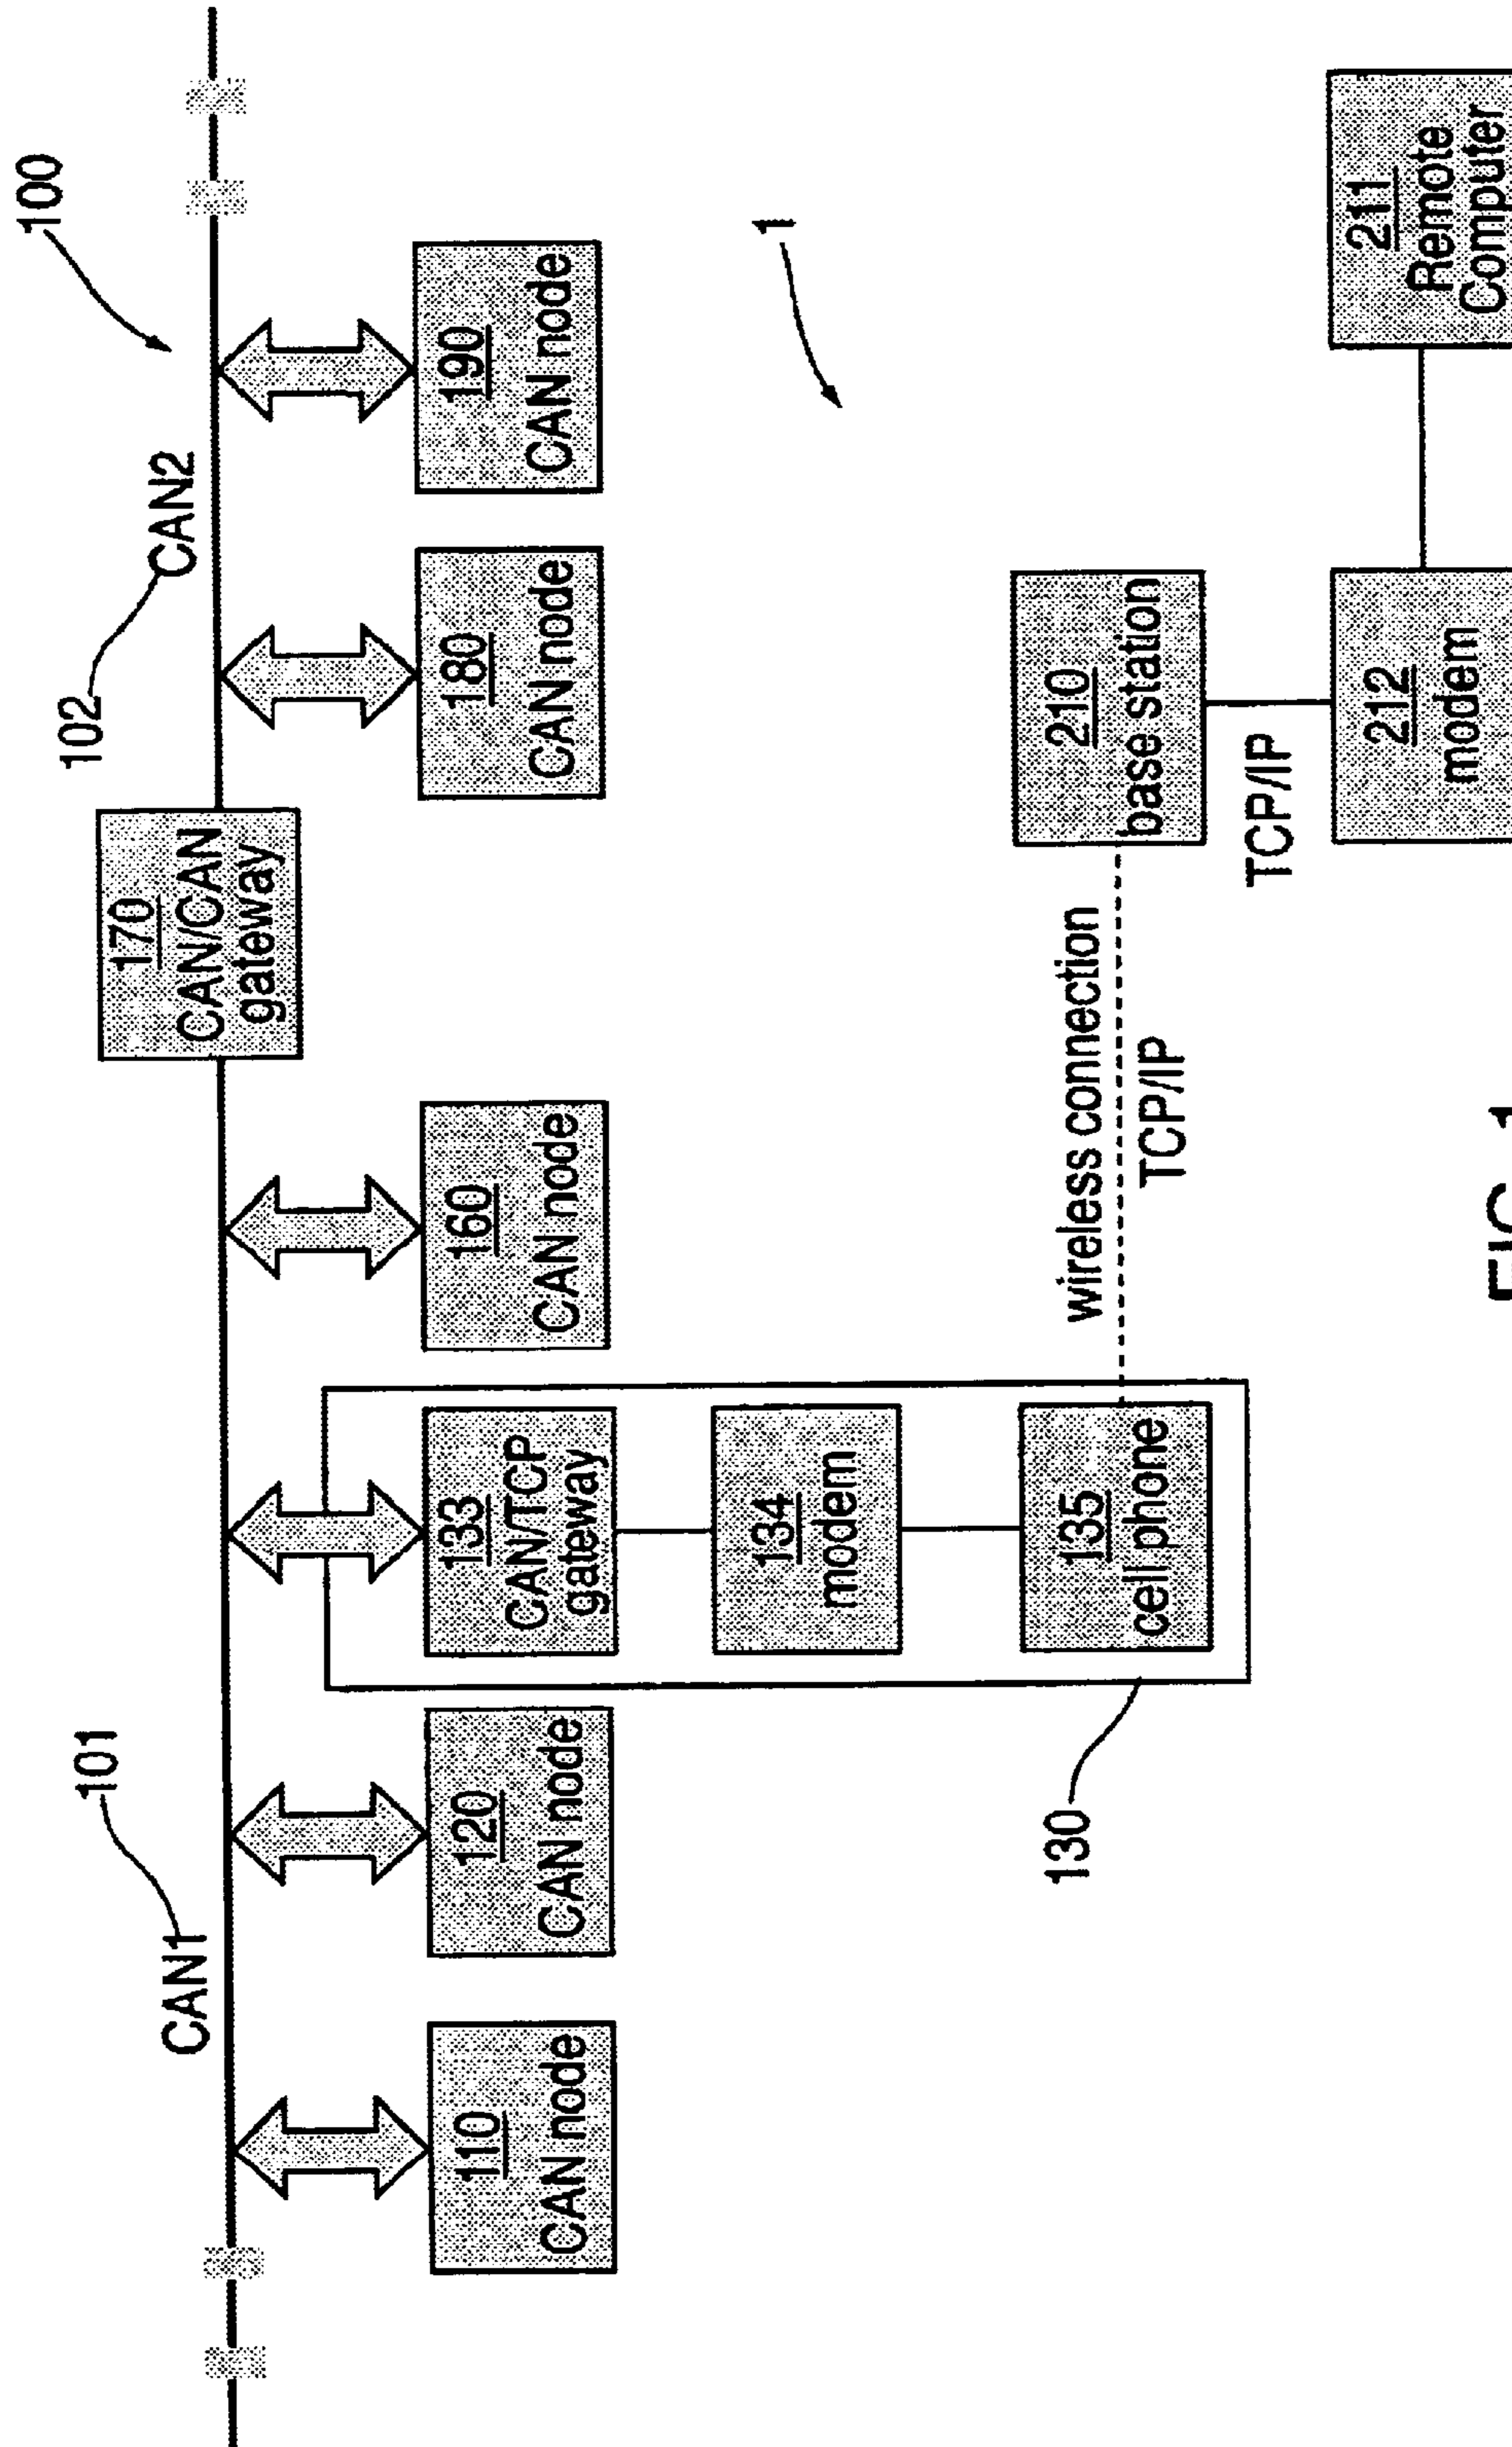 100
102
CAN2
101
CAN1
170
CAN/CAN
gateway
110
CAN node
120
CAN node
133
CAN/TCP
gateway
160
CAN node
180
CAN node
190
CAN node
134
modem
135
cell phone
130
1
wireless connection
TCP/IP
210
base station
TCP/IP
212
modem
211
Remote
Computer
FIG. 1